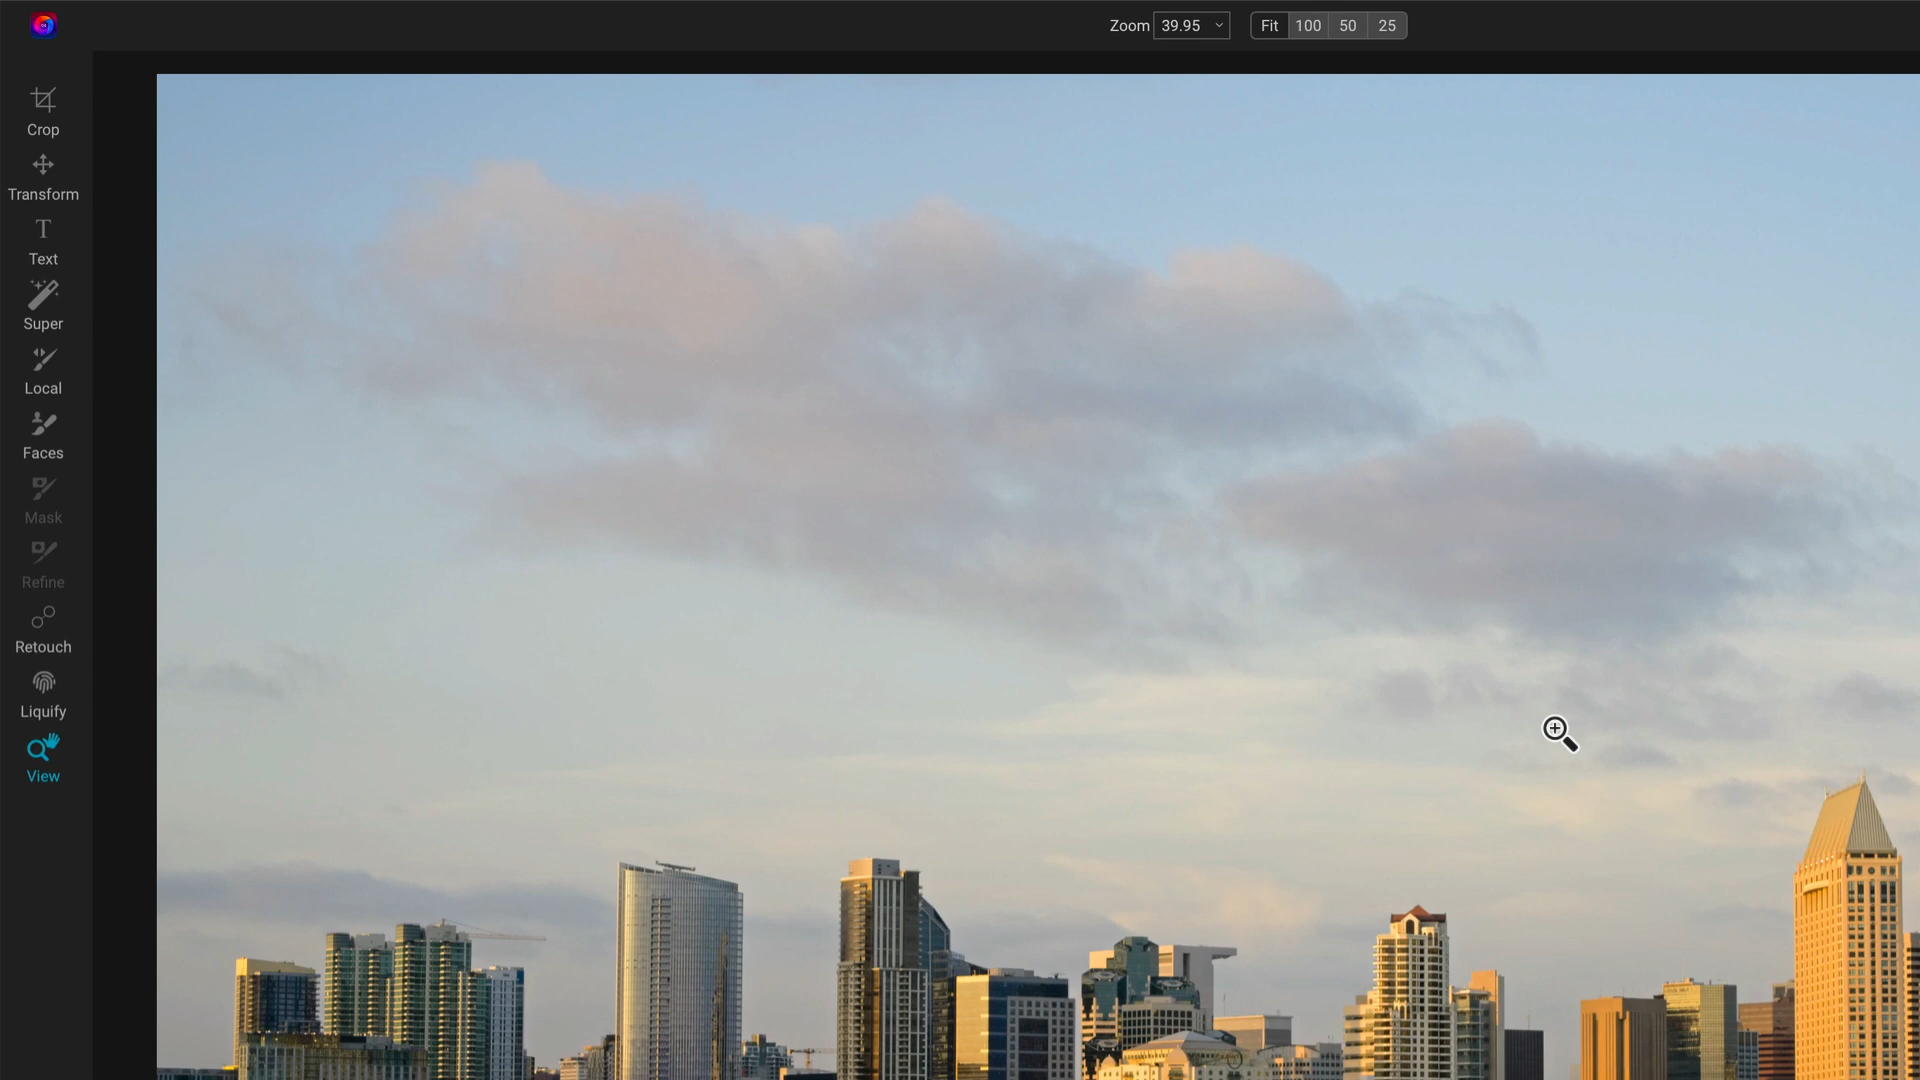 Zoom 39.95 Fit 100 50 25
Crop
Transform
Text
Super
Local
Faces
Mask
Refine
Retouch
Liquify
View